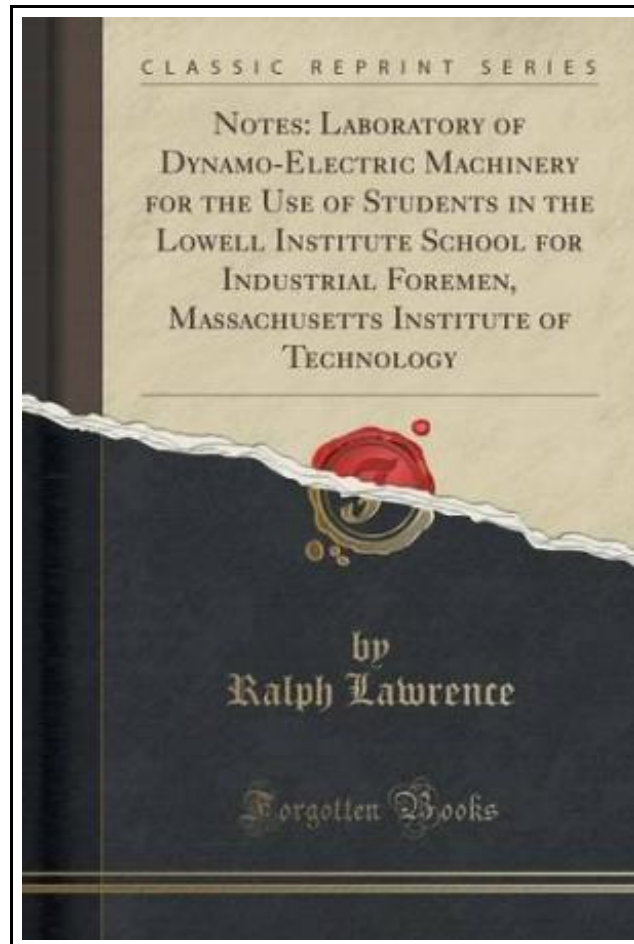 CLASSIC REPRINT SERIES
NOTES: LABORATORY OF
DYNAMO-ELECTRIC MACHINERY
FOR THE USE OF STUDENTS IN THE
LOWELL INSTITUTE SCHOOL FOR
INDUSTRIAL FOREMEN,
MASSACHUSETTS INSTITUTE OF
TECHNOLOGY
by
Ralph Lawrence
Forgotten Books